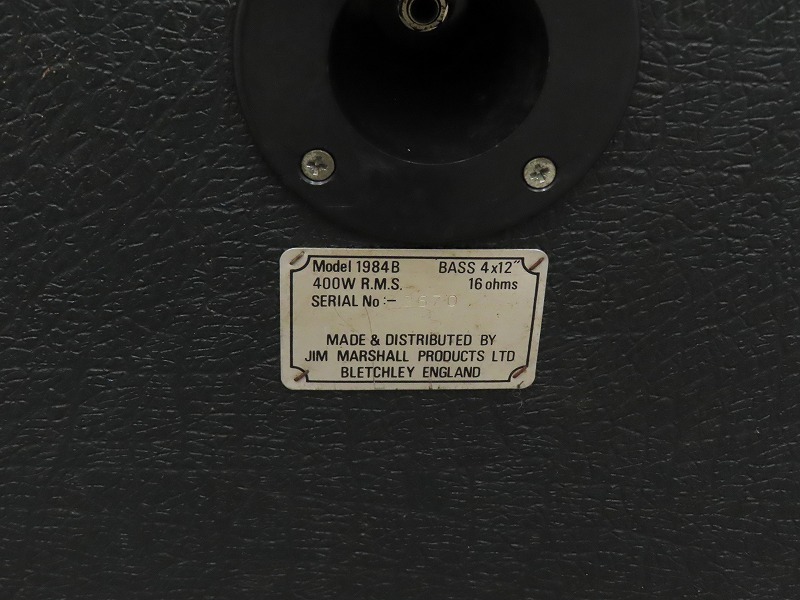 Model 1984B BASS 4x12"
400W R.M.S. 16 ohms
SERIAL No :-
MADE & DISTRIBUTED BY
JIM MARSHALL PRODUCTS LTD
BLETCHLEY ENGLAND